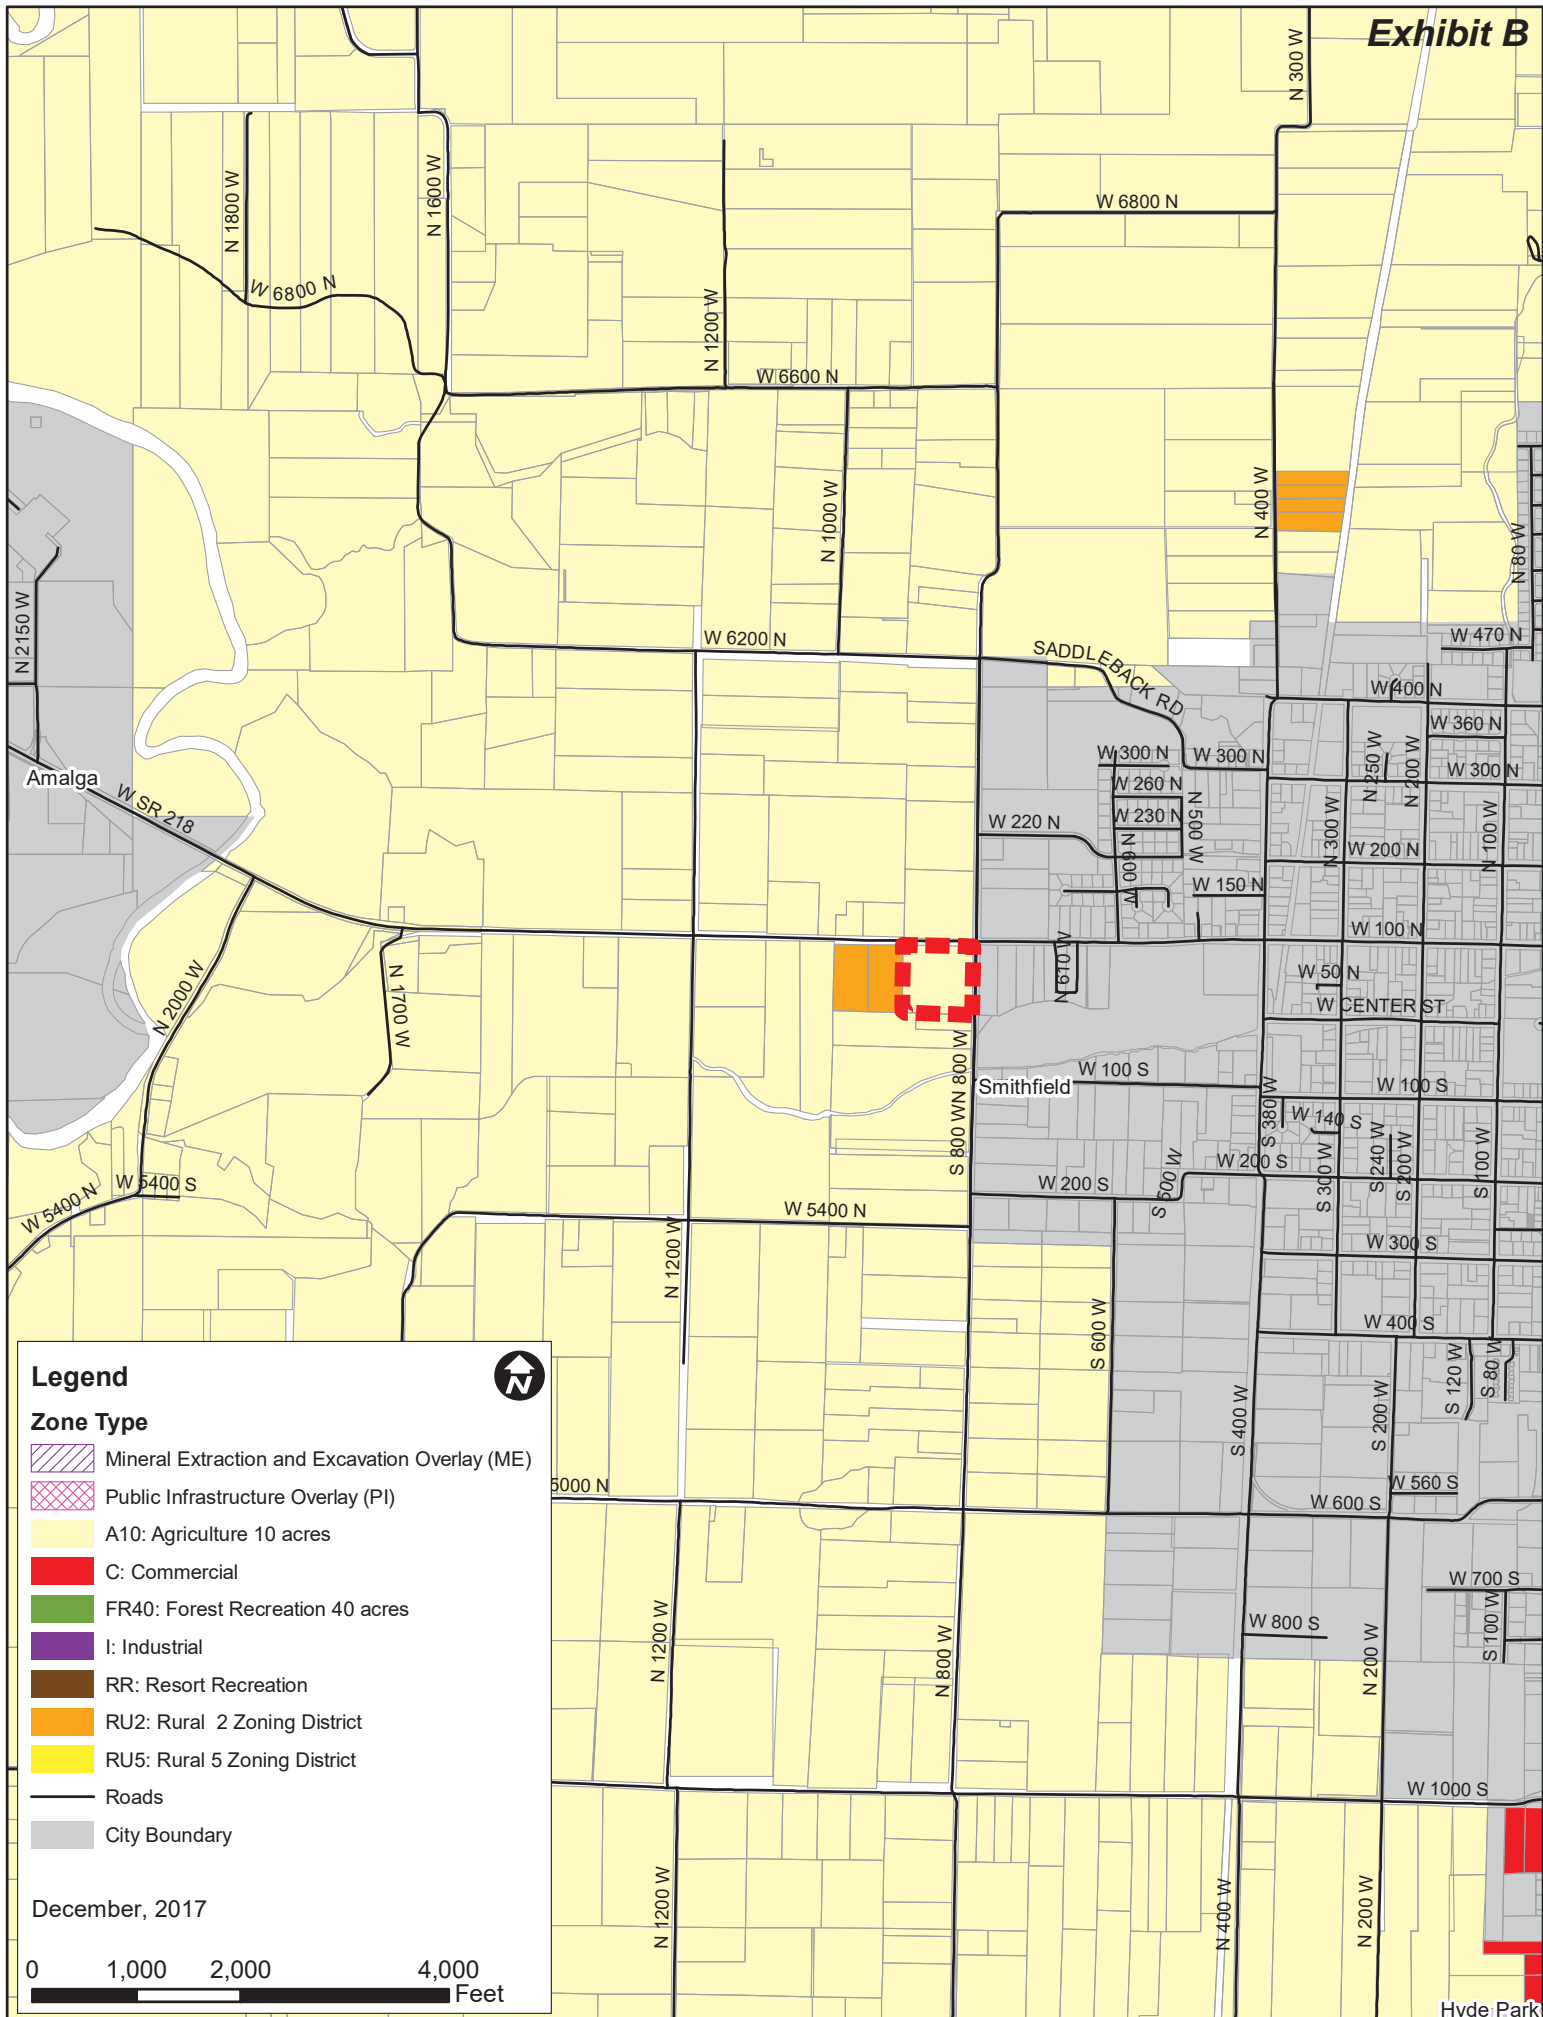 Exhibit B
N 300 W
N 1800 W
N 1600 W
W 6800 N
W 6800 N
N 1200 W
W 6600 N
N 1000 W
N 400 W
N 80 W
N 2150 W
W 6200 N
SADDLEBACK RD
W 470 N
W 400 N
W 360 N
N 250 W
N 200 W
W 300 N
W 300 N
W 300 N
Amalga
W SR 218
W 260 N
W 230 N
N 500 W
W 220 N
N 600 W
N 300 W
W 200 N
N 100 W
W 150 N
W 100 N
N 610 W
W 50 N
W CENTER ST
N 2000 W
N 1700 W
S 800 W
N 800 W
Smithfield
W 100 S
W 100 S
S 380 W
W 140 S
S 300 W
S 240 W
S 200 W
S 100 W
W 5400 N
W 5400 S
W 200 S
S 500 W
W 200 S
W 5400 N
N 1200 W
W 300 S
S 600 W
W 400 S
S 120 W
S 80 W
S 400 W
S 200 W
5000 N
W 560 S
W 600 S
W 700 S
S 100 W
N 1200 W
N 800 W
W 800 S
N 200 W
W 1000 S
N 1200 W
N 400 W
N 200 W
Hyde Park
Legend
N
Zone Type
Mineral Extraction and Excavation Overlay (ME)
Public Infrastructure Overlay (PI)
A10: Agriculture 10 acres
C: Commercial
FR40: Forest Recreation 40 acres
I: Industrial
RR: Resort Recreation
RU2: Rural 2 Zoning District
RU5: Rural 5 Zoning District
Roads
City Boundary
December, 2017
0 1,000 2,000 4,000
Feet